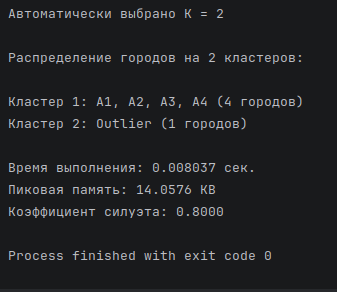 Автоматически выбрано K = 2
Распределение городов на 2 кластеров:
Кластер 1: A1, A2, A3, A4 (4 городов)
Кластер 2: Outlier (1 городов)
Время выполнения: 0.008037 сек.
Пиковая память: 14.0576 KB
Коэффициент силуэта: 0.8000
Process finished with exit code 0